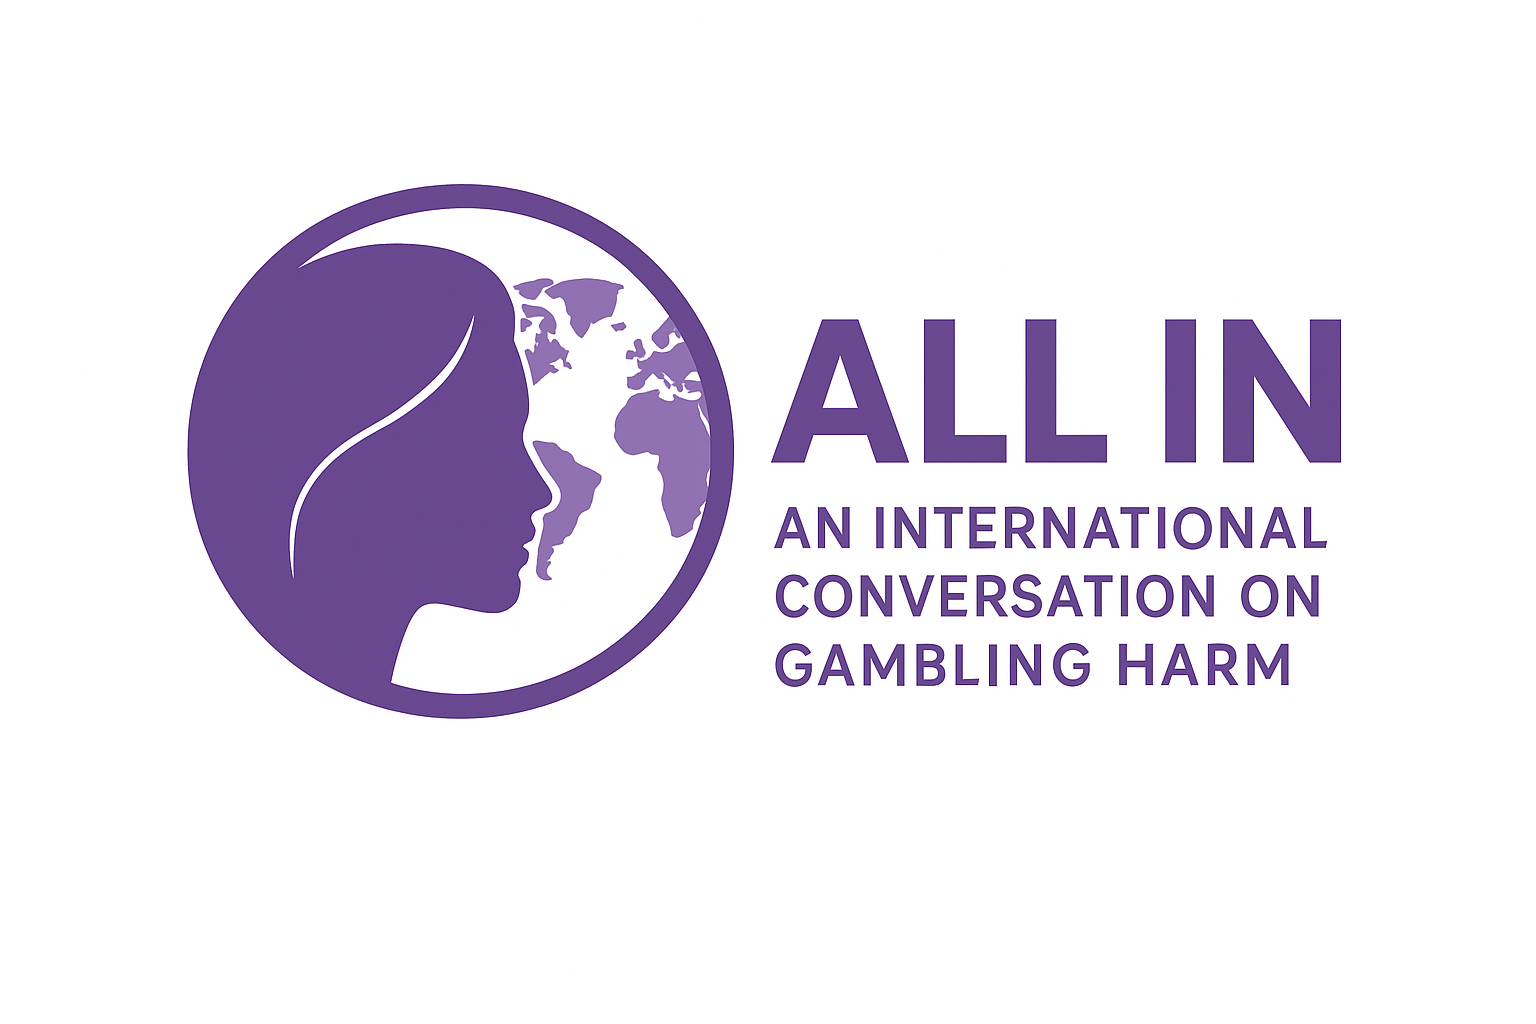 ALL IN
AN INTERNATIONAL
CONVERSATION ON
GAMBLING HARM